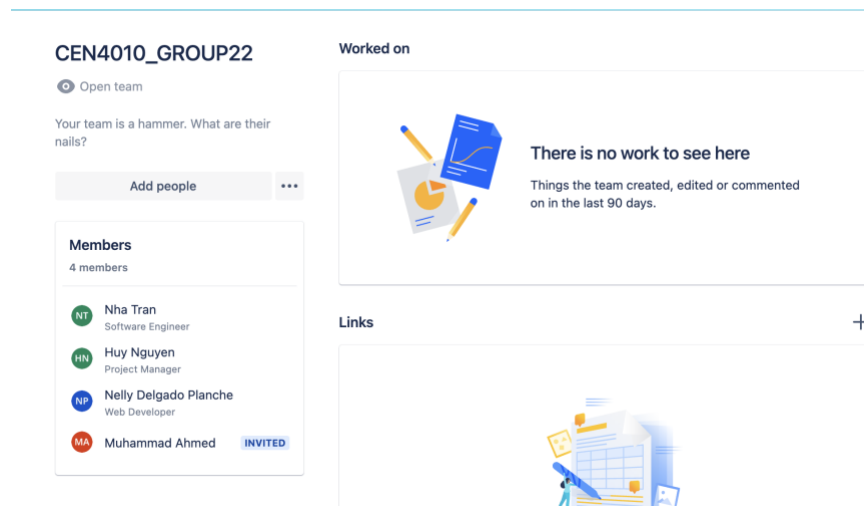 CEN4010_GROUP22
Open team
Your team is a hammer. What are their
nails?
Add people
Members
4 members
NT
Nha Tran
Software Engineer
HN
Huy Nguyen
Project Manager
NP
Nelly Delgado Planche
Web Developer
MA
Muhammad Ahmed
INVITED
Worked on
There is no work to see here
Things the team created, edited or commented
on in the last 90 days.
Links